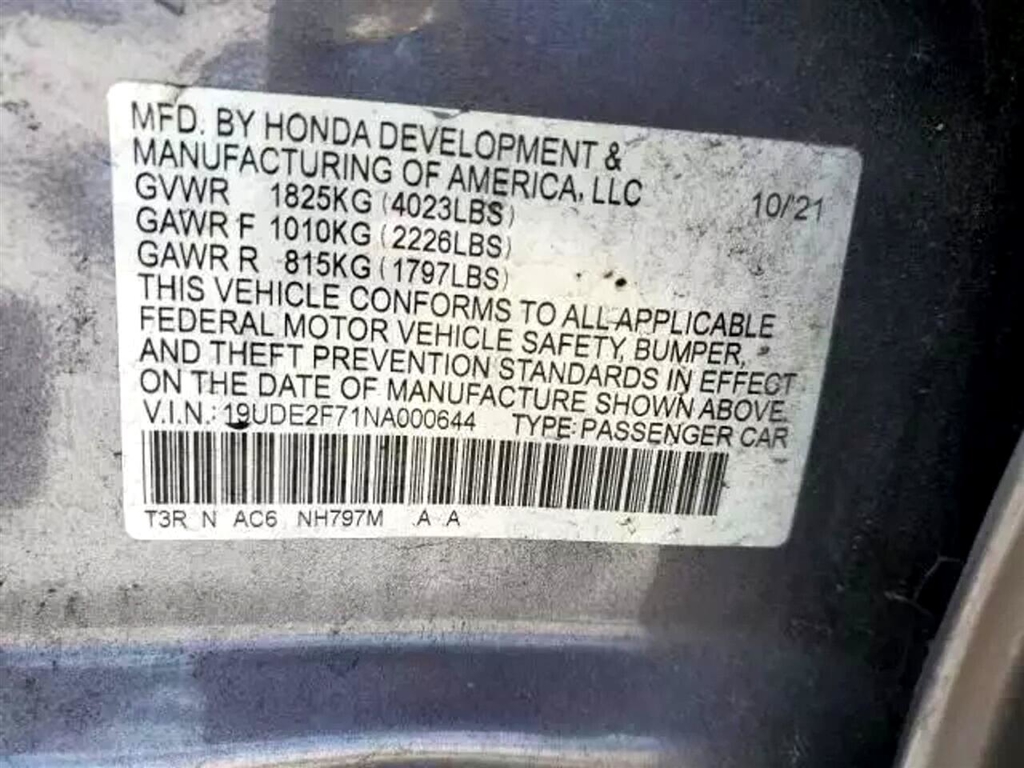 MFD. BY HONDA DEVELOPMENT &
MANUFACTURING OF AMERICA, LLC
10/'21
GVWR 1825KG (4023LBS)
GAWR F 1010KG (2226LBS)
GAWR R 815KG (1797LBS)
THIS VEHICLE CONFORMS TO ALL APPLICABLE
FEDERAL MOTOR VEHICLE SAFETY, BUMPER,
AND THEFT PREVENTION STANDARDS IN EFFECT
ON THE DATE OF MANUFACTURE SHOWN ABOVE.
V.I.N.: 19UDE2F71NA000644 TYPE: PASSENGER CAR
T3R N AC6 NH797M A A